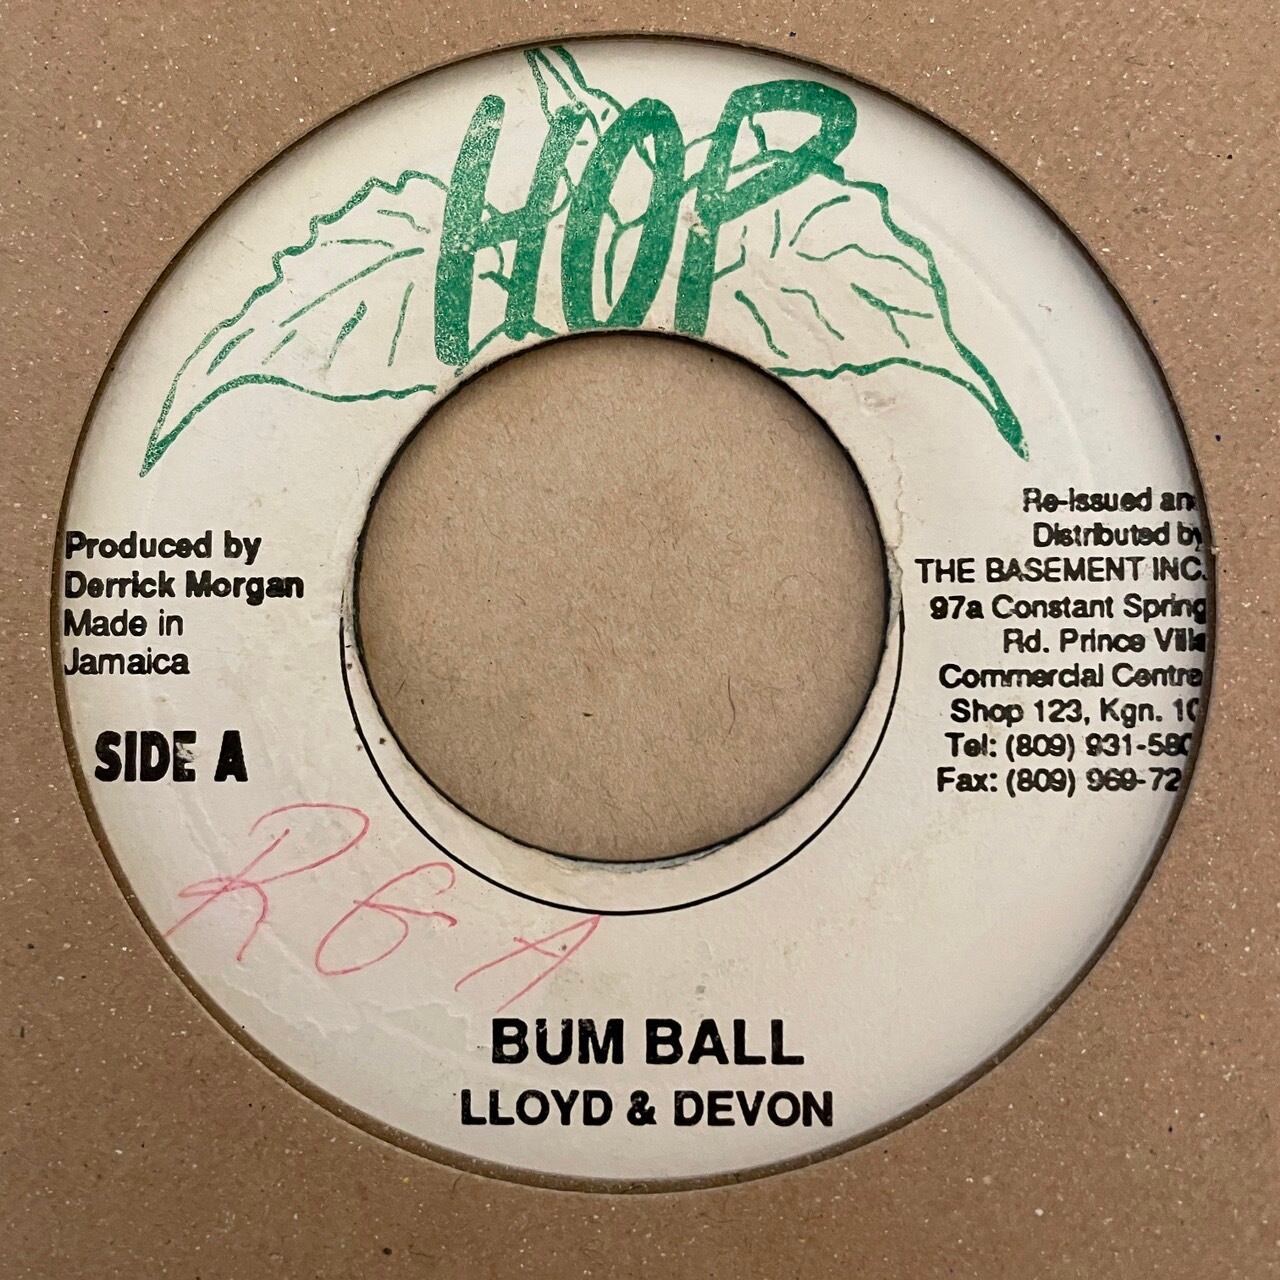 HOP
Produced by
Derrick Morgan
Made in
Jamaica
SIDE A
Re-Issued an
Distributed by
THE BASEMENT INC.
97a Constant Spring
Rd. Prince Villa
Commercial Centre
Shop 123, Kgn. 10
Tel: (809) 931-580
Fax: (809) 969-72
R G A
BUM BALL
LLOYD & DEVON